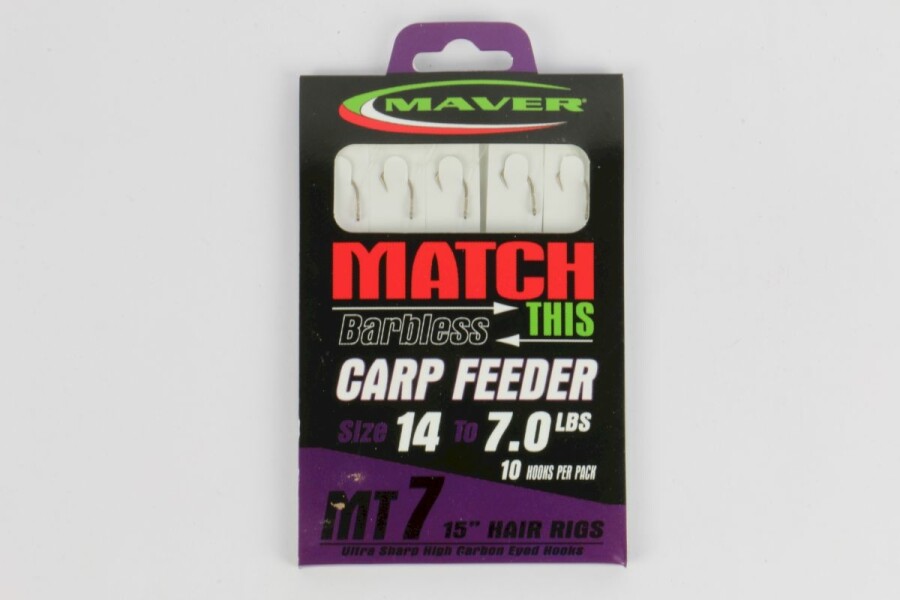 MAVER®
MATCH
Barbless THIS
CARP FEEDER
Size 14 To 7.0 LBS
10 HOOKS PER PACK
MT7 15" HAIR RIGS
Ultra Sharp High Carbon Eyed Hooks